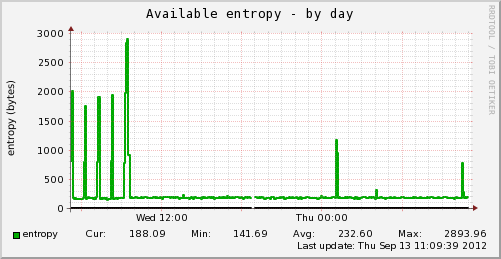 Available entropy - by day
RRDTOOL / TOBI OETIKER
entropy (bytes)
3000
2500
2000
1500
1000
500
0
Wed 12:00 Thu 00:00
entropy Cur: 188.09 Min: 141.69 Avg: 232.60 Max: 2893.96
Last update: Thu Sep 13 11:09:39 2012